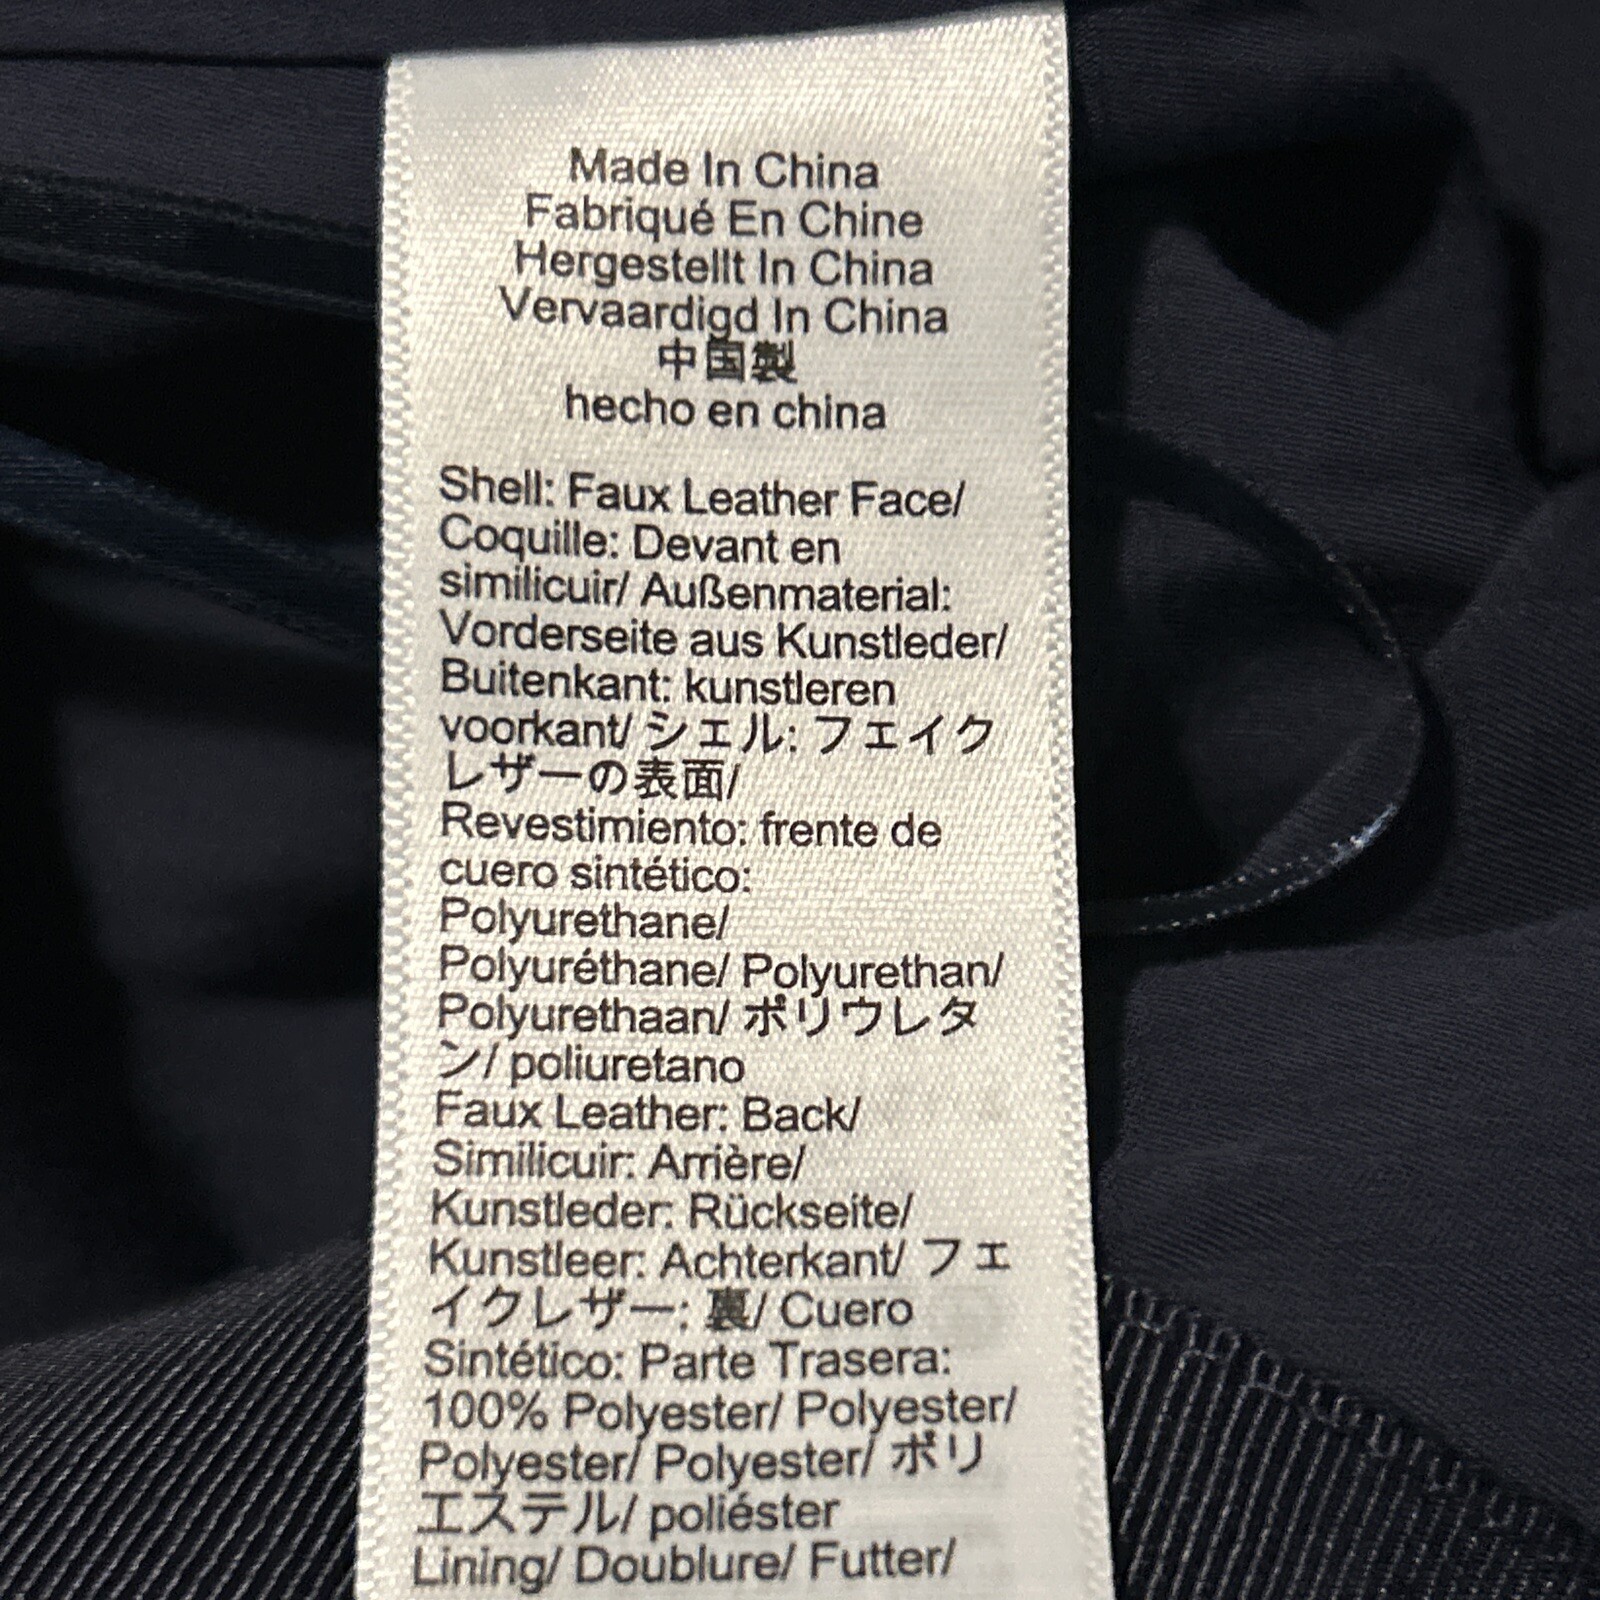 Made In China
Fabriqué En Chine
Hergestellt In China
Vervaardigd In China
中国製
hecho en china
Shell: Faux Leather Face/
Coquille: Devant en
similicuir/ Außenmaterial:
Vorderseite aus Kunstleder/
Buitenkant: kunstleren
voorkant/ シェル: フェイク
レザーの表面/
Revestimiento: frente de
cuero sintético:
Polyurethane/
Polyuréthane/ Polyurethan/
Polyurethaan/ ポリウレタ
ン/ poliuretano
Faux Leather: Back/
Similicuir: Arrière/
Kunstleder: Rückseite/
Kunstleer: Achterkant/ フェ
イクレザー: 裏/ Cuero
Sintético: Parte Trasera:
100% Polyester/ Polyester/
Polyester/ Polyester/ ポリ
エステル/ poliéster
Lining/ Doublure/ Futter/